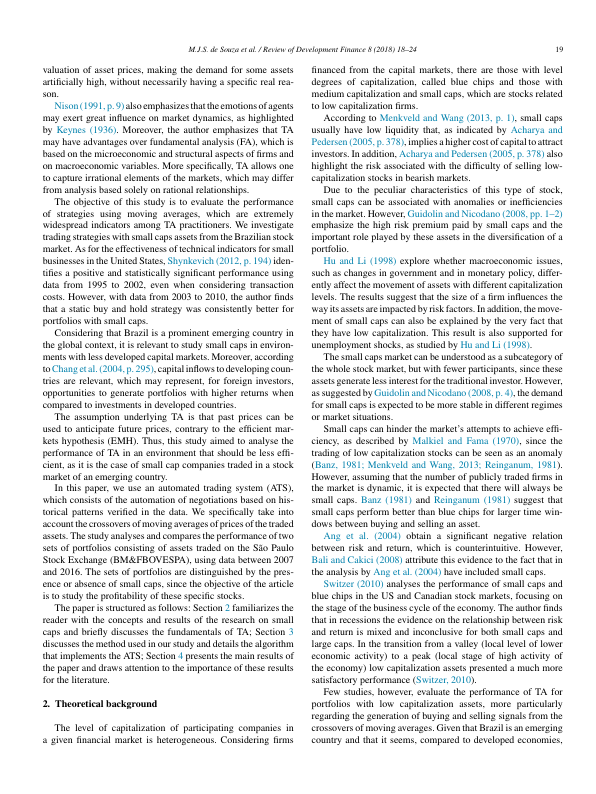 M.J.S. de Souza et al. / Review of Development Finance 8 (2018) 18–24
19
valuation of asset prices, making the demand for some assets
artificially high, without necessarily having a specific real rea-
son.
Nison (1991, p. 9) also emphasizes that the emotions of agents
may exert great influence on market dynamics, as highlighted
by Keynes (1936). Moreover, the author emphasizes that TA
may have advantages over fundamental analysis (FA), which is
based on the microeconomic and structural aspects of firms and
on macroeconomic variables. More specifically, TA allows one
to capture irrational elements of the markets, which may differ
from analysis based solely on rational relationships.
The objective of this study is to evaluate the performance
of strategies using moving averages, which are extremely
widespread indicators among TA practitioners. We investigate
trading strategies with small caps assets from the Brazilian stock
market. As for the effectiveness of technical indicators for small
businesses in the United States, Shynkevich (2012, p. 194) iden-
tifies a positive and statistically significant performance using
data from 1995 to 2002, even when considering transaction
costs. However, with data from 2003 to 2010, the author finds
that a static buy and hold strategy was consistently better for
portfolios with small caps.
Considering that Brazil is a prominent emerging country in
the global context, it is relevant to study small caps in environ-
ments with less developed capital markets. Moreover, according
to Chang et al. (2004, p. 295), capital inflows to developing coun-
tries are relevant, which may represent, for foreign investors,
opportunities to generate portfolios with higher returns when
compared to investments in developed countries.
The assumption underlying TA is that past prices can be
used to anticipate future prices, contrary to the efficient mar-
kets hypothesis (EMH). Thus, this study aimed to analyse the
performance of TA in an environment that should be less effi-
cient, as it is the case of small cap companies traded in a stock
market of an emerging country.
In this paper, we use an automated trading system (ATS),
which consists of the automation of negotiations based on his-
torical patterns verified in the data. We specifically take into
account the crossovers of moving averages of prices of the traded
assets. The study analyses and compares the performance of two
sets of portfolios consisting of assets traded on the São Paulo
Stock Exchange (BM&FBOVESPA), using data between 2007
and 2016. The sets of portfolios are distinguished by the pres-
ence or absence of small caps, since the objective of the article
is to study the profitability of these specific stocks.
The paper is structured as follows: Section 2 familiarizes the
reader with the concepts and results of the research on small
caps and briefly discusses the fundamentals of TA; Section 3
discusses the method used in our study and details the algorithm
that implements the ATS; Section 4 presents the main results of
the paper and draws attention to the importance of these results
for the literature.
2. Theoretical background
The level of capitalization of participating companies in
a given financial market is heterogeneous. Considering firms
financed from the capital markets, there are those with level
degrees of capitalization, called blue chips and those with
medium capitalization and small caps, which are stocks related
to low capitalization firms.
According to Menkveld and Wang (2013, p. 1), small caps
usually have low liquidity that, as indicated by Acharya and
Pedersen (2005, p. 378), implies a higher cost of capital to attract
investors. In addition, Acharya and Pedersen (2005, p. 378) also
highlight the risk associated with the difficulty of selling low-
capitalization stocks in bearish markets.
Due to the peculiar characteristics of this type of stock,
small caps can be associated with anomalies or inefficiencies
in the market. However, Guidolin and Nicodano (2008, pp. 1–2)
emphasize the high risk premium paid by small caps and the
important role played by these assets in the diversification of a
portfolio.
Hu and Li (1998) explore whether macroeconomic issues,
such as changes in government and in monetary policy, differ-
ently affect the movement of assets with different capitalization
levels. The results suggest that the size of a firm influences the
way its assets are impacted by risk factors. In addition, the move-
ment of small caps can also be explained by the very fact that
they have low capitalization. This result is also supported for
unemployment shocks, as studied by Hu and Li (1998).
The small caps market can be understood as a subcategory of
the whole stock market, but with fewer participants, since these
assets generate less interest for the traditional investor. However,
as suggested by Guidolin and Nicodano (2008, p. 4), the demand
for small caps is expected to be more stable in different regimes
or market situations.
Small caps can hinder the market's attempts to achieve effi-
ciency, as described by Malkiel and Fama (1970), since the
trading of low capitalization stocks can be seen as an anomaly
(Banz, 1981; Menkveld and Wang, 2013; Reinganum, 1981).
However, assuming that the number of publicly traded firms in
the market is dynamic, it is expected that there will always be
small caps. Banz (1981) and Reinganum (1981) suggest that
small caps perform better than blue chips for larger time win-
dows between buying and selling an asset.
Ang et al. (2004) obtain a significant negative relation
between risk and return, which is counterintuitive. However,
Bali and Cakici (2008) attribute this evidence to the fact that in
the analysis by Ang et al. (2004) have included small caps.
Switzer (2010) analyses the performance of small caps and
blue chips in the US and Canadian stock markets, focusing on
the stage of the business cycle of the economy. The author finds
that in recessions the evidence on the relationship between risk
and return is mixed and inconclusive for both small caps and
large caps. In the transition from a valley (local level of lower
economic activity) to a peak (local stage of high activity of
the economy) low capitalization assets presented a much more
satisfactory performance (Switzer, 2010).
Few studies, however, evaluate the performance of TA for
portfolios with low capitalization assets, more particularly
regarding the generation of buying and selling signals from the
crossovers of moving averages. Given that Brazil is an emerging
country and that it seems, compared to developed economies,